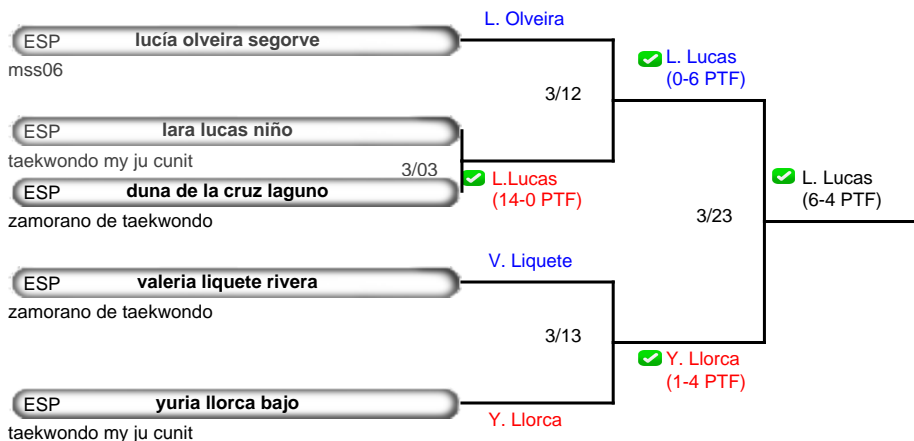 L. Olveira
ESP lucía olveira segorve
mss06
L. Lucas
(0-6 PTF)
3/12
ESP lara lucas niño
taekwondo my ju cunit
3/03
L.Lucas
(14-0 PTF)
ESP duna de la cruz laguno
zamorano de taekwondo
L. Lucas
(6-4 PTF)
3/23
V. Liquete
ESP valeria liquete rivera
zamorano de taekwondo
3/13
Y. Llorca
(1-4 PTF)
ESP yuria llorca bajo
Y. Llorca
taekwondo my ju cunit